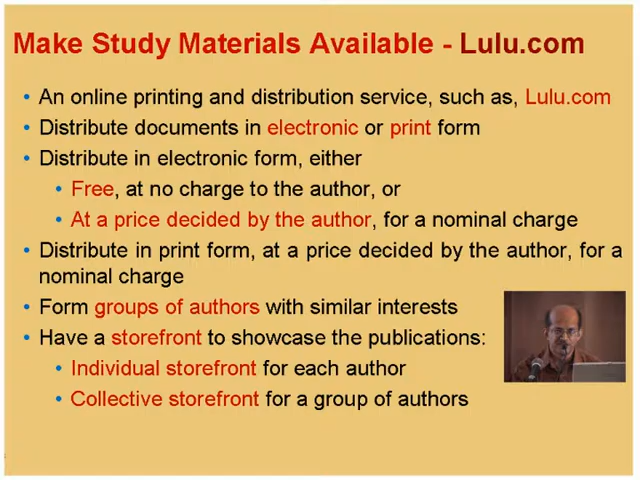 Make Study Materials Available - Lulu.com
• An online printing and distribution service, such as, Lulu.com
• Distribute documents in electronic or print form
• Distribute in electronic form, either
• Free, at no charge to the author, or
• At a price decided by the author, for a nominal charge
• Distribute in print form, at a price decided by the author, for a
nominal charge
• Form groups of authors with similar interests
• Have a storefront to showcase the publications:
• Individual storefront for each author
• Collective storefront for a group of authors